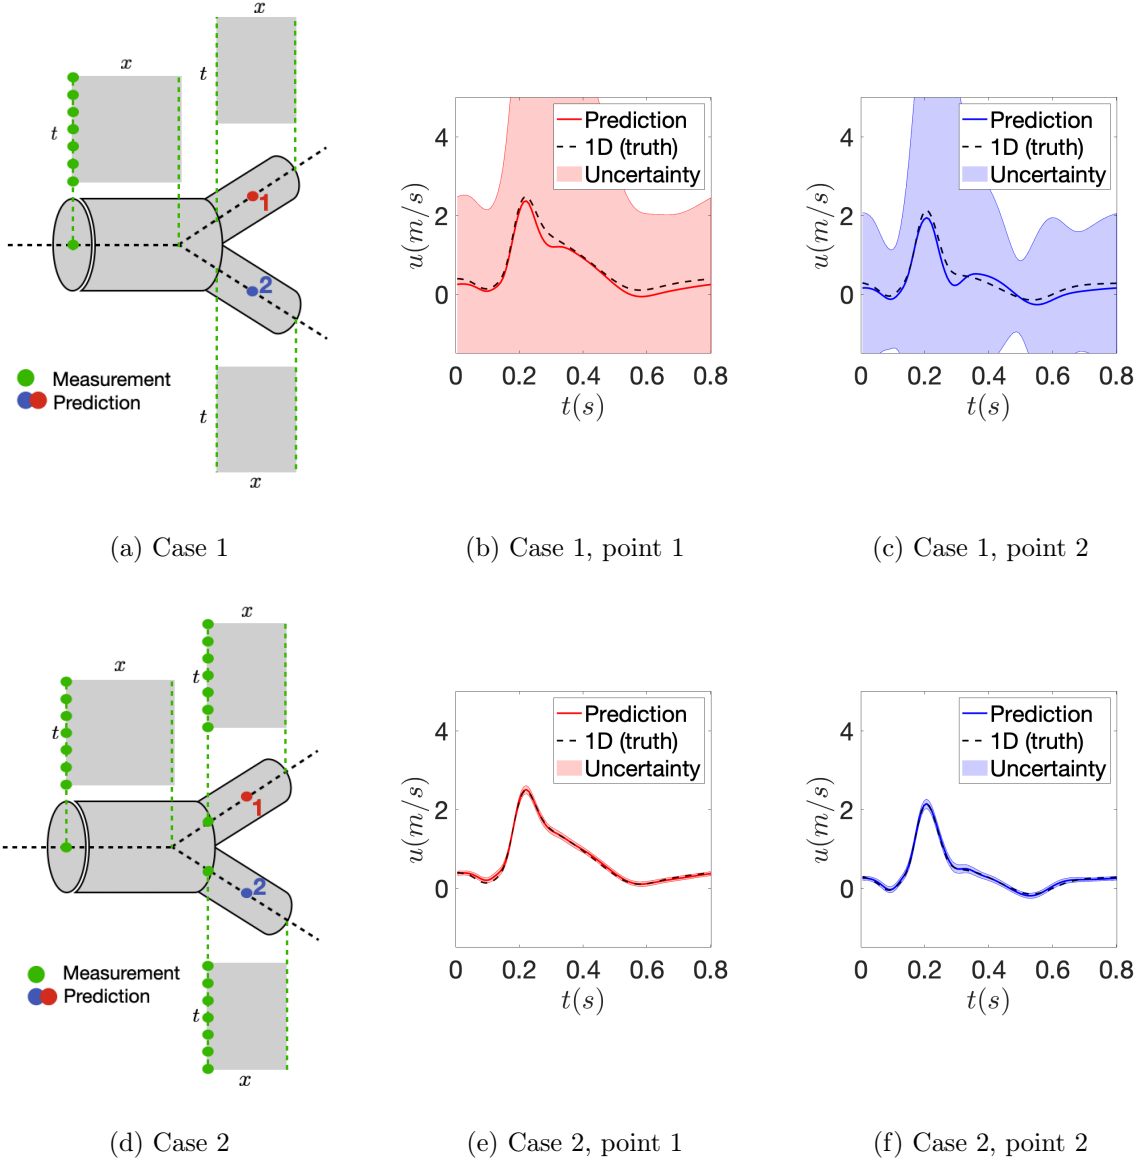 x
x
t
t
1
2
Measurement
Prediction
t
x
(a) Case 1
Prediction
1D (truth)
Uncertainty
4
2
0
u(m/s)
0 0.2 0.4 0.6 0.8
t(s)
(b) Case 1, point 1
Prediction
1D (truth)
Uncertainty
4
2
0
u(m/s)
0 0.2 0.4 0.6 0.8
t(s)
(c) Case 1, point 2
x
x
t
t
1
2
Measurement
Prediction
t
x
(d) Case 2
Prediction
1D (truth)
Uncertainty
4
2
0
u(m/s)
0 0.2 0.4 0.6 0.8
t(s)
(e) Case 2, point 1
Prediction
1D (truth)
Uncertainty
4
2
0
u(m/s)
0 0.2 0.4 0.6 0.8
t(s)
(f) Case 2, point 2